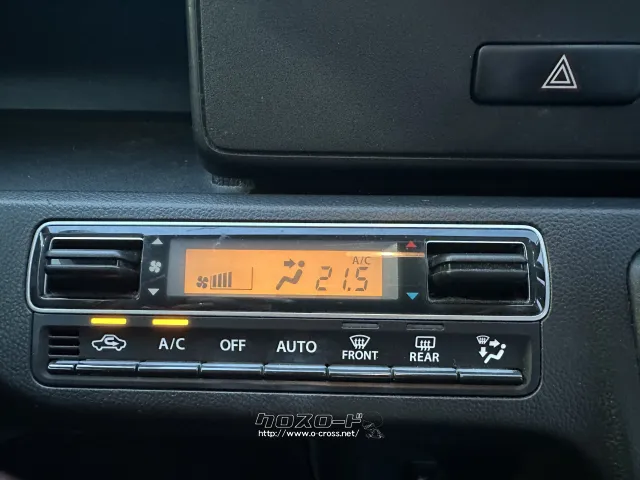 A/C
21.5
A/C
OFF
AUTO
FRONT
REAR
クロスロード
http://www.o-cross.net/